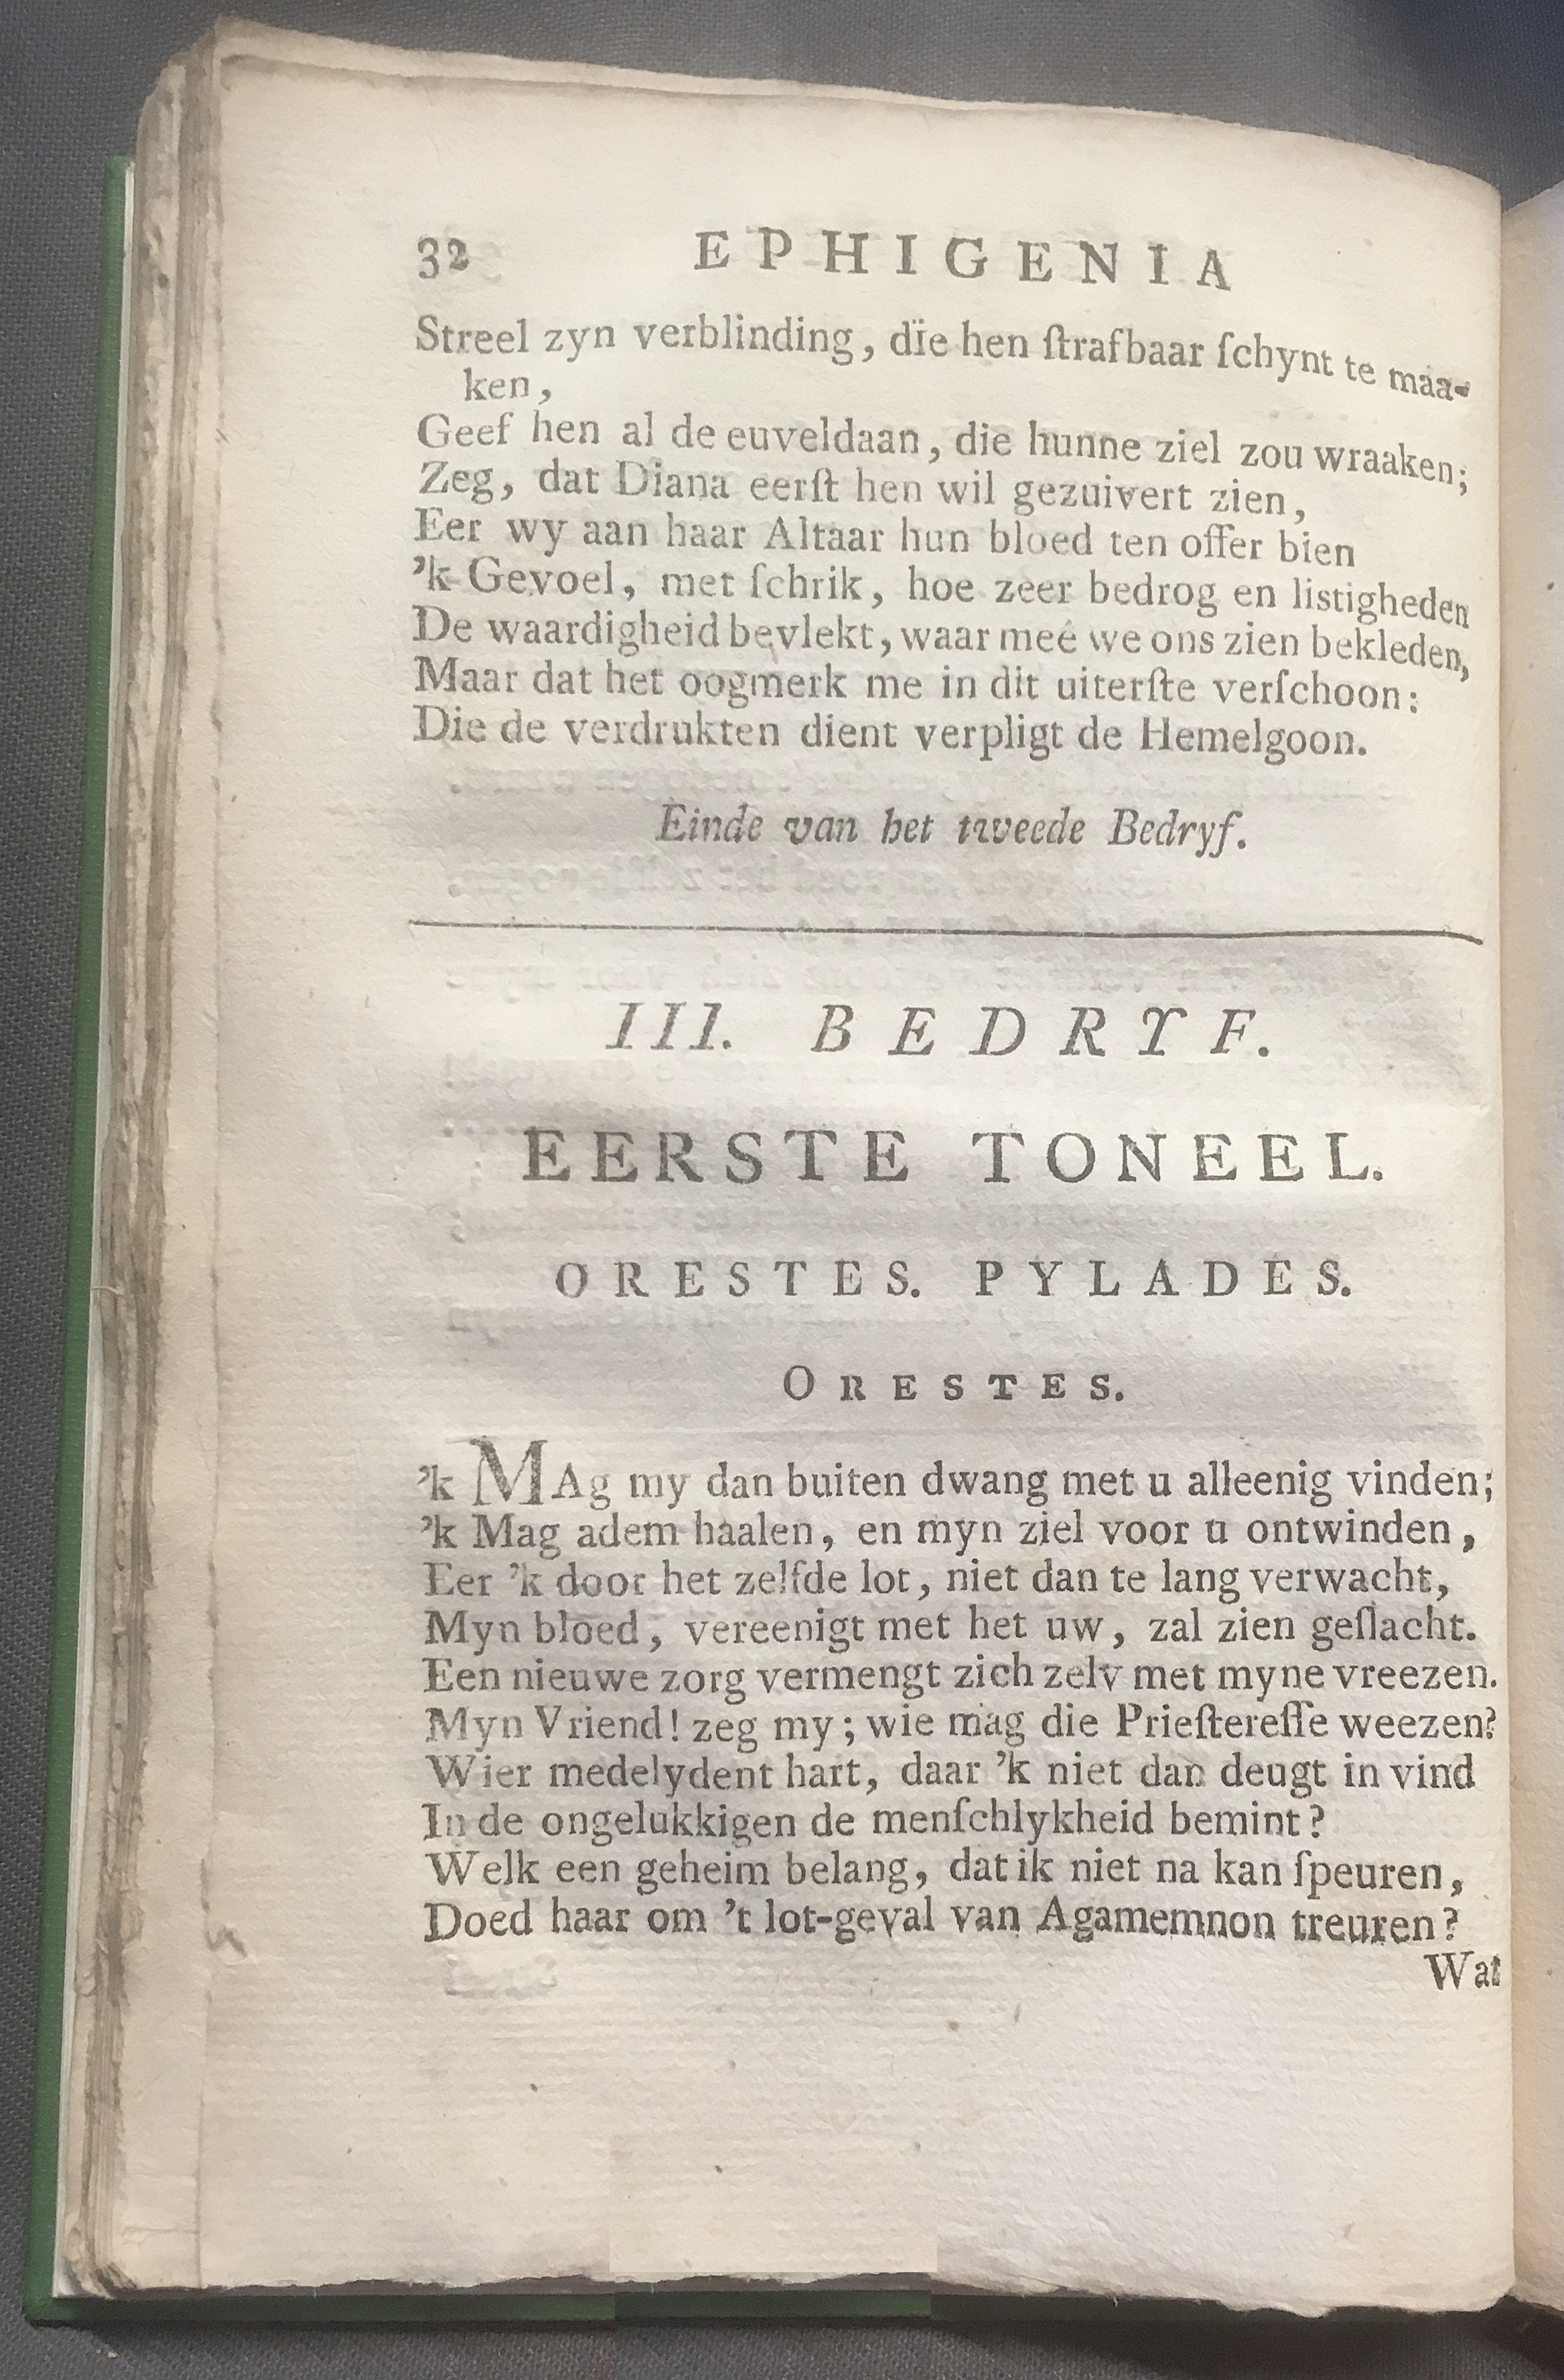 32 EPHIGENIA
Streel zyn verblinding, dïe hen ſtrafbaar ſchynt te maa-
ken,
Geef hen al de euveldaan, die hunne ziel zou wraaken;
Zeg, dat Diana eerſt hen wil gezuivert zien,
Eer wy aan haar Altaar hun bloed ten offer bien
’k Gevoel, met ſchrik, hoe zeer bedrog en listigheden
De waardigheid bevlekt, waar meê we ons zien bekleden,
Maar dat het oogmerk me in dit uiterſte verſchoon:
Die de verdrukten dient verpligt de Hemelgoon.
Einde van het tweede Bedryf.
III. BEDRYF.
EERSTE TONEEL.
ORESTES. PYLADES.
ORESTES.
’k MAg my dan buiten dwang met u alleenig vinden;
’k Mag adem haalen, en myn ziel voor u ontwinden,
Eer ’k door het zelfde lot, niet dan te lang verwacht,
Myn bloed, vereenigt met het uw, zal zien geſlacht.
Een nieuwe zorg vermengt zich zelv met myne vreezen.
Myn Vriend! zeg my; wie mag die Prieſtereſſe weezen?
Wier medelydent hart, daar ’k niet dan deugt in vind
In de ongelukkigen de menſchlykheid bemint?
Welk een geheim belang, dat ik niet na kan ſpeuren,
Doed haar om ’t lot-geval van Agamemnon treuren?
Wat